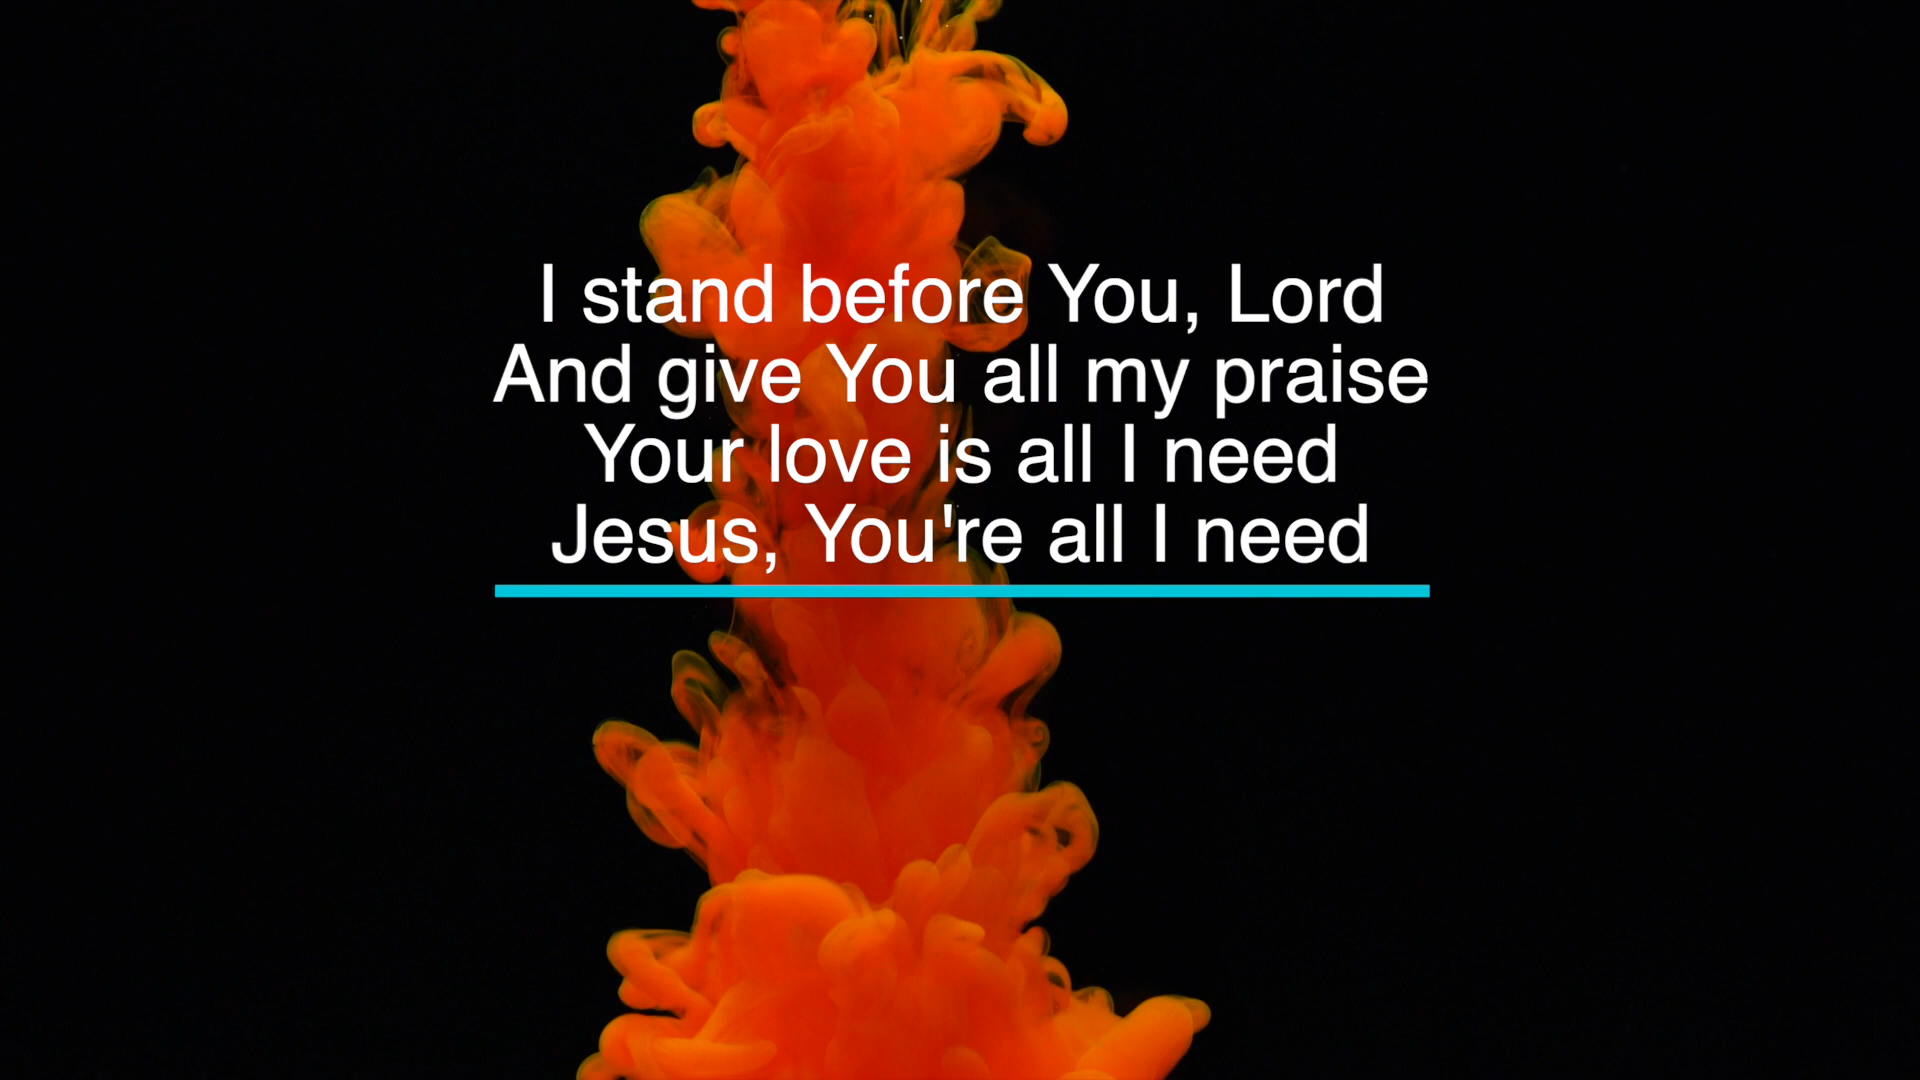 I stand before You, Lord
And give You all my praise
Your love is all I need
Jesus, You're all I need